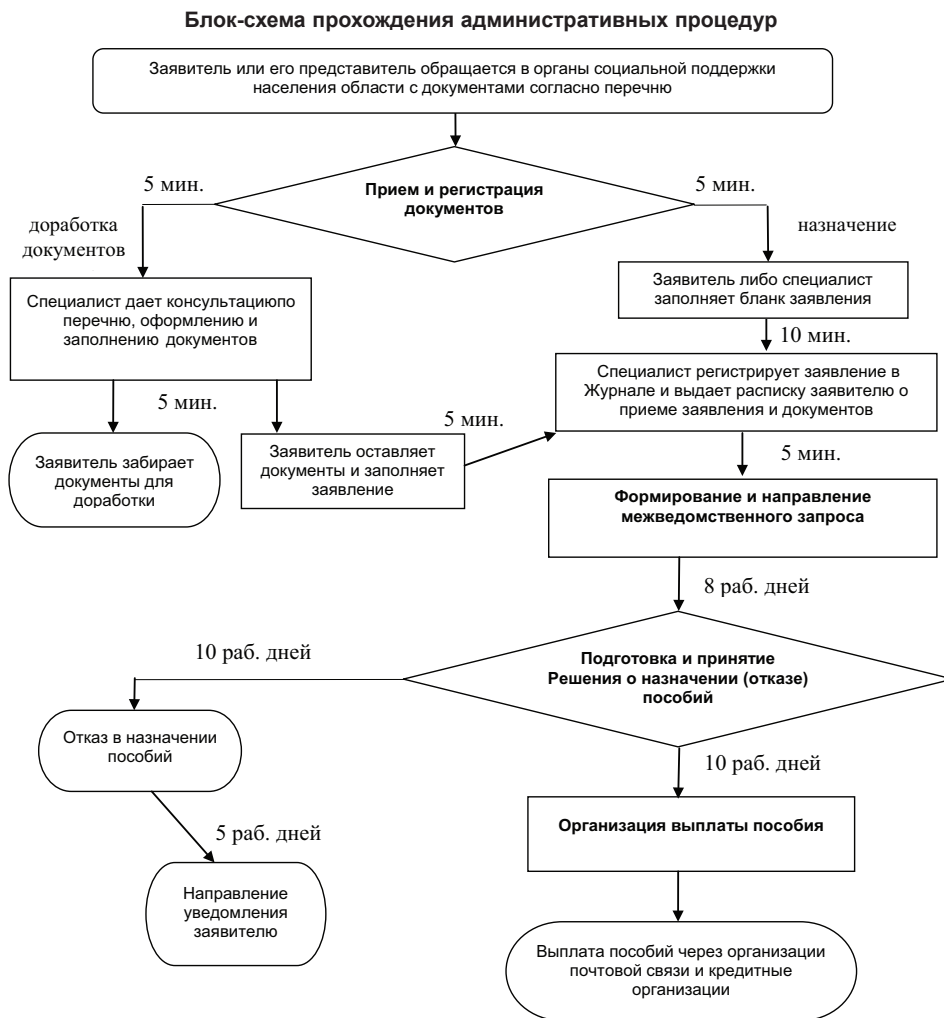 Блок-схема прохождения административных процедур
Заявитель или его представитель обращается в органы социальной поддержки
населения области с документами согласно перечню
5 мин.
Прием и регистрация
документов
5 мин.
доработка
документов
назначение
Специалист дает консультациюпо
перечню, оформлению и
заполнению документов
Заявитель либо специалист
заполняет бланк заявления
10 мин.
Специалист регистрирует заявление в
Журнале и выдает расписку заявителю о
приеме заявления и документов
5 мин.
5 мин.
Заявитель забирает
документы для
доработки
Заявитель оставляет
документы и заполняет
заявление
5 мин.
Формирование и направление
межведомственного запроса
8 раб. дней
10 раб. дней
Подготовка и принятие
Решения о назначении (отказе)
пособий
Отказ в назначении
пособий
10 раб. дней
5 раб. дней
Организация выплаты пособия
Направление
уведомления
заявителю
Выплата пособий через организации
почтовой связи и кредитные
организации